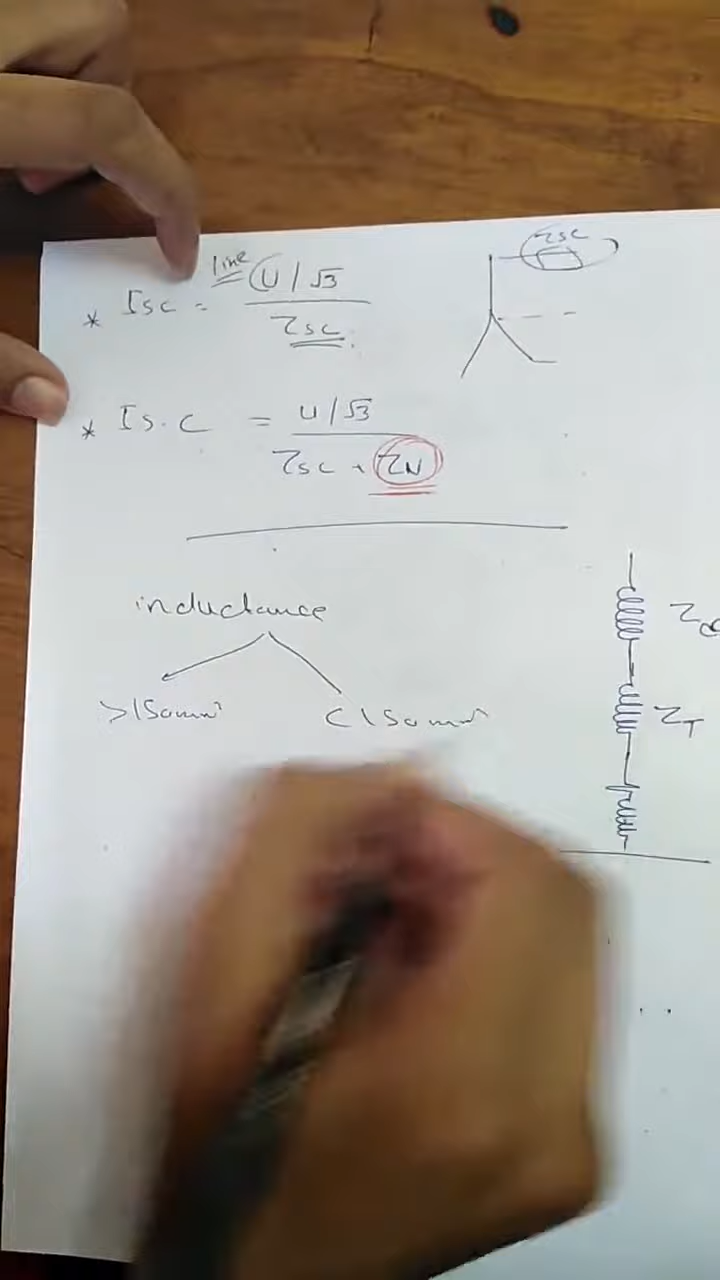 line
* Isc = U/√3
Zsc
Zsc
* Is.c = U/√3
Zsc + ZN
inductance
>150mm²
<150mm²
ZT